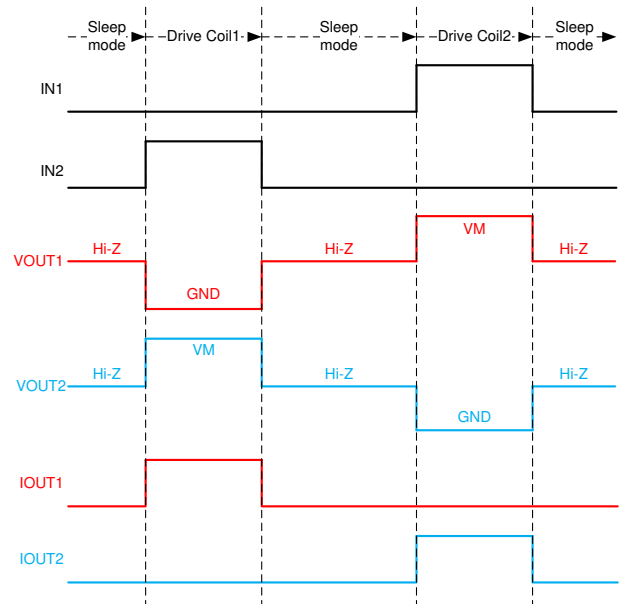 Sleep mode
Drive Coil1
Sleep mode
Drive Coil2
Sleep mode
IN1
IN2
VOUT1
Hi-Z
GND
Hi-Z
VM
Hi-Z
VOUT2
Hi-Z
VM
Hi-Z
GND
Hi-Z
IOUT1
IOUT2